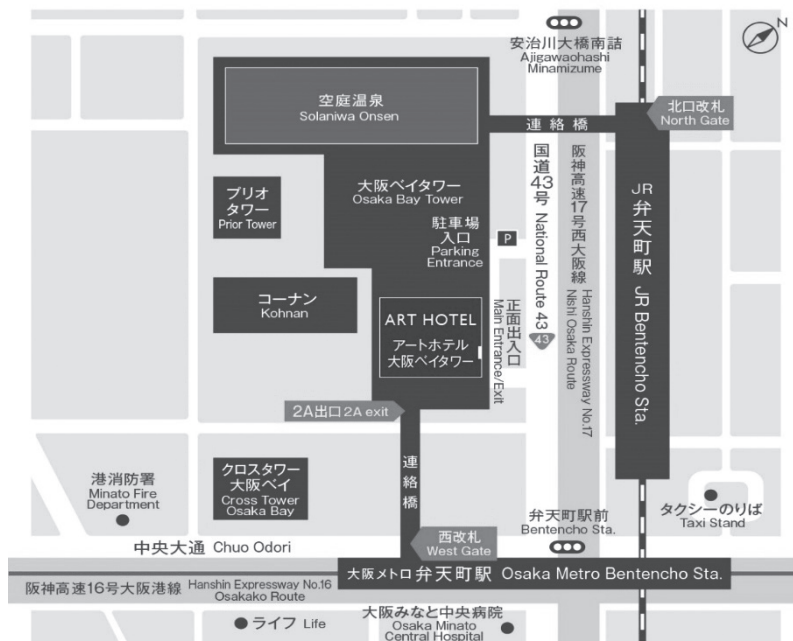 安治川大橋南詰
Ajigawaohashi
Minamizume
N
北口改札
North Gate
空庭温泉
Solaniwa Onsen
連絡橋
大阪ベイタワー
Osaka Bay Tower
プリオ
タワー
Prior Tower
駐車場
入口
Parking
Entrance
P
国道43号 National Route 43
43
阪神高速17号西大阪線
Hanshin Expressway No.17
Nishi Osaka Route
JR弁天町駅 JR Bentencho Sta.
コーナン
Kohnan
ART HOTEL
アートホテル
大阪ベイタワー
正面出入口
Main Entrance/Exit
2A出口 2A exit
連絡橋
クロスタワー
大阪ベイ
Cross Tower
Osaka Bay
港消防署
Minato Fire
Department
西改札
West Gate
弁天町駅前
Bentencho Sta.
タクシーのりば
Taxi Stand
中央大通 Chuo Odori
大阪メトロ 弁天町駅 Osaka Metro Bentencho Sta.
阪神高速16号大阪港線 Hanshin Expressway No.16
Osakako Route
ライフ Life
大阪みなと中央病院
Osaka Minato
Central Hospital